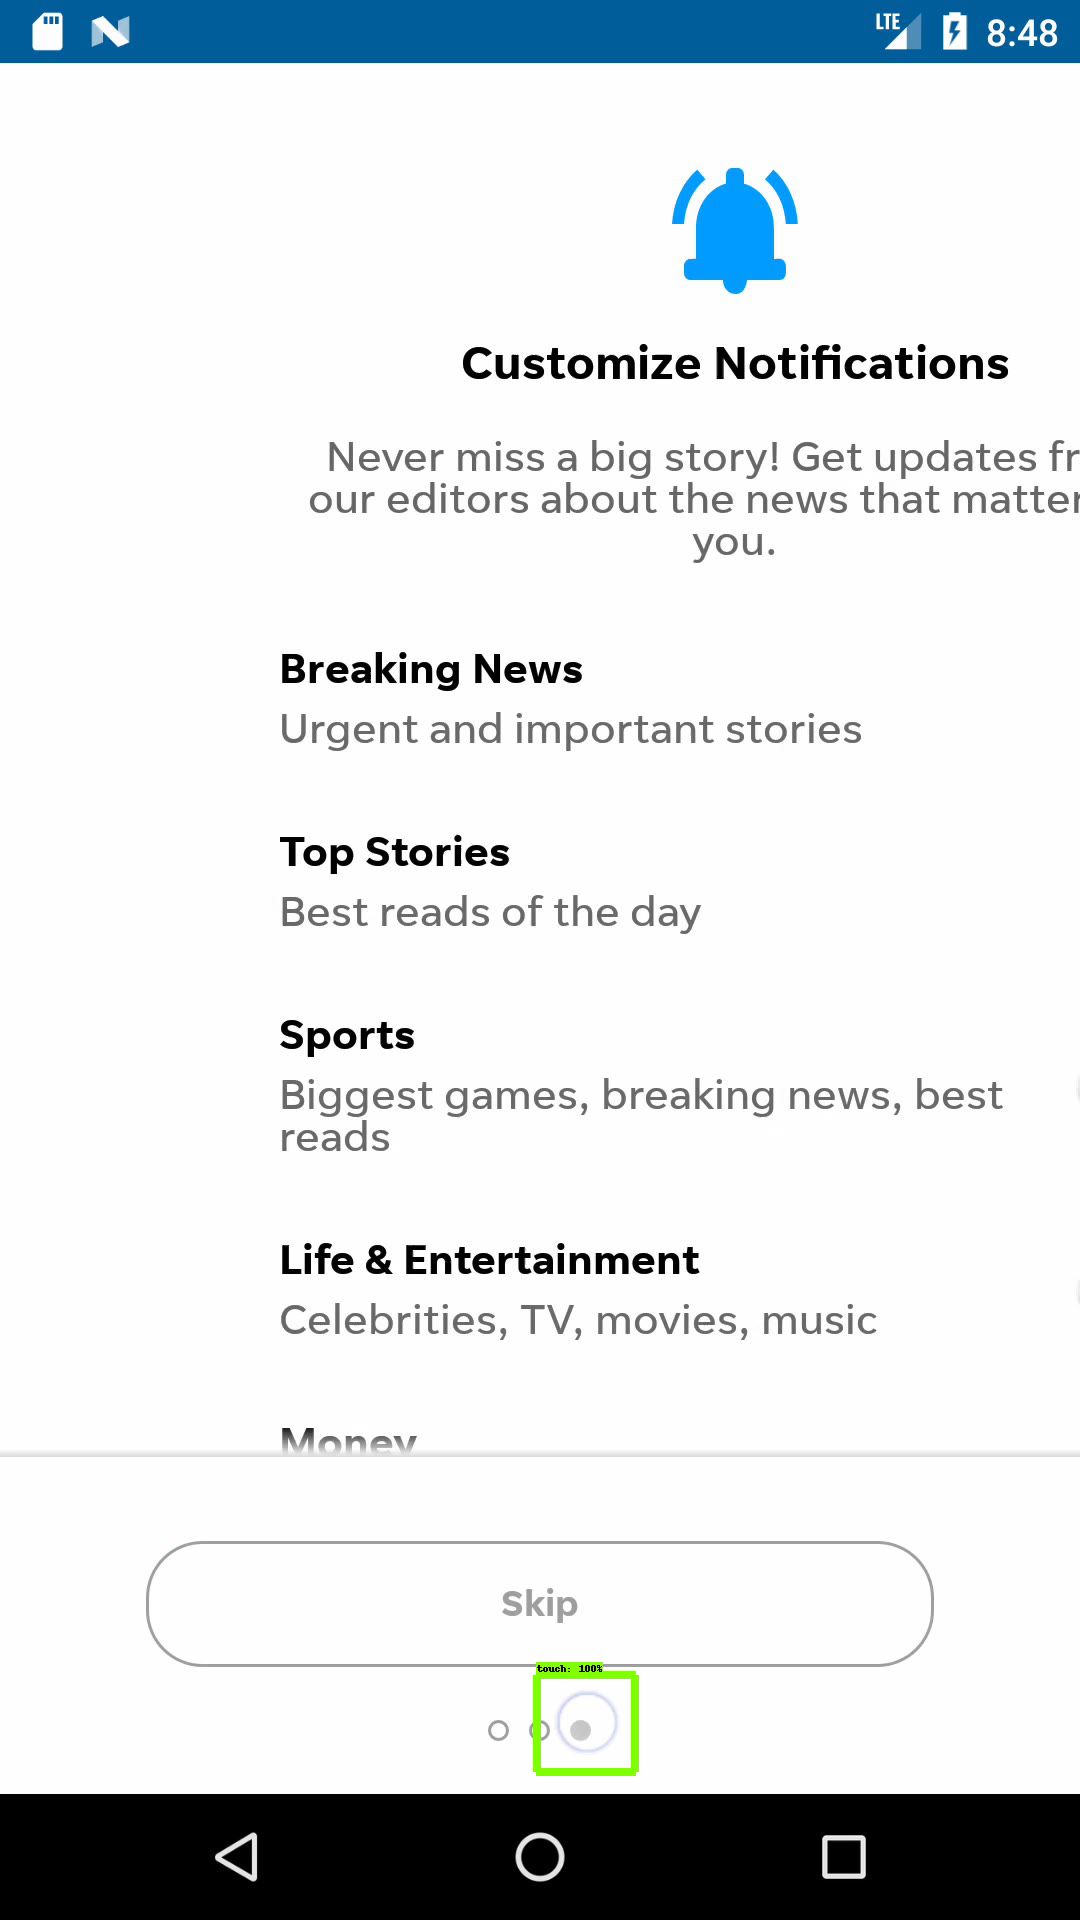 LTE 8:48
Customize Notifications
Never miss a big story! Get updates fr
our editors about the news that matter
you.
Breaking News
Urgent and important stories
Top Stories
Best reads of the day
Sports
Biggest games, breaking news, best
reads
Life & Entertainment
Celebrities, TV, movies, music
Money
Skip
touch: 100%